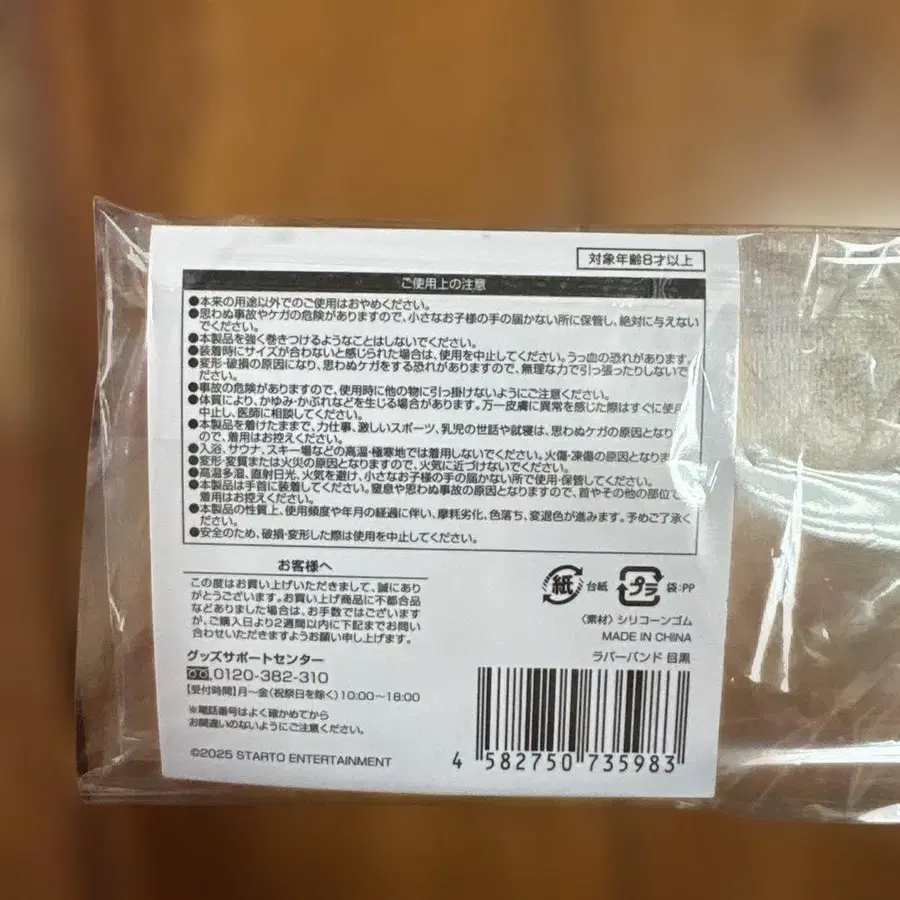 対象年齢8才以上
ご使用上の注意
●本来の用途以外でのご使用はおやめください。
●思わぬ事故やケガの危険がありますので、小さなお子様の手の届かない所に保管し、絶対に与えない
でください。
●本製品を強く巻きつけるようなことはしないでください。
●装着時にサイズが合わないと感じられた場合は、使用を中止してください。うっ血の恐れがあります。
●変形・破損の原因になり、思わぬケガをする恐れがありますので、無理な力で引っ張ったりしないで
ください。
●事故の危険がありますので、使用時に他の物に引っ掛けないようにご注意ください。
●体質により、かゆみ・かぶれなどを生じる場合があります。万一皮膚に異常を感じた際はすぐに使用
中止し、医師に相談してください。
●本製品を着けたままで、力仕事、激しいスポーツ、乳児の世話や就寝は、思わぬケガの原因となり
ので、着用はお控えください。
●入浴、サウナ、スキー場などの高温・極寒地では着用しないでください。火傷・凍傷の原因となりま
●変形・変質または火災の原因となりますので、火気に近づけないでください。
●高温多湿、直射日光、火気を避け、小さなお子様の手の届かない所で使用・保管してください。
●本製品は手首に装着してください。窒息や思わぬ事故の原因となりますので、首やその他の部位で
着用はお控えください。
●本製品の性質上、使用頻度や年月の経過に伴い、摩耗劣化、色落ち、変退色が進みます。予めご了承く
ださい。
●安全のため、破損・変形した際は使用を中止してください。
お客様へ
この度はお買い上げいただきまして、誠にあり
がとうございます。お買い上げ商品に不都合品
などありました場合は、お手数ではございます
が、ご購入日より2週間以内に下記までお問い
合わせいただきますようお願い申し上げます。
グッズサポートセンター
0120-382-310
【受付時間】月〜金（祝祭日を除く）10:00〜18:00
※電話番号はよく確かめてから
お間違いのないようにご注意ください。
©2025 STARTO ENTERTAINMENT
紙 台紙 プラ 袋:PP
〈素材〉シリコーンゴム
MADE IN CHINA
ラバーバンド 目黒
4 582750 735983